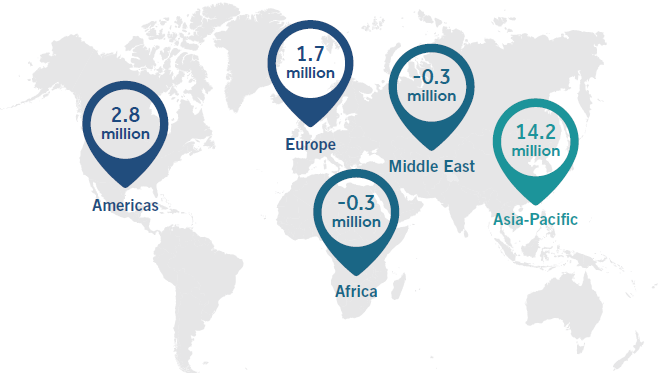 1.7
million
Europe
-0.3
million
Middle East
2.8
million
Americas
14.2
million
Asia-Pacific
-0.3
million
Africa